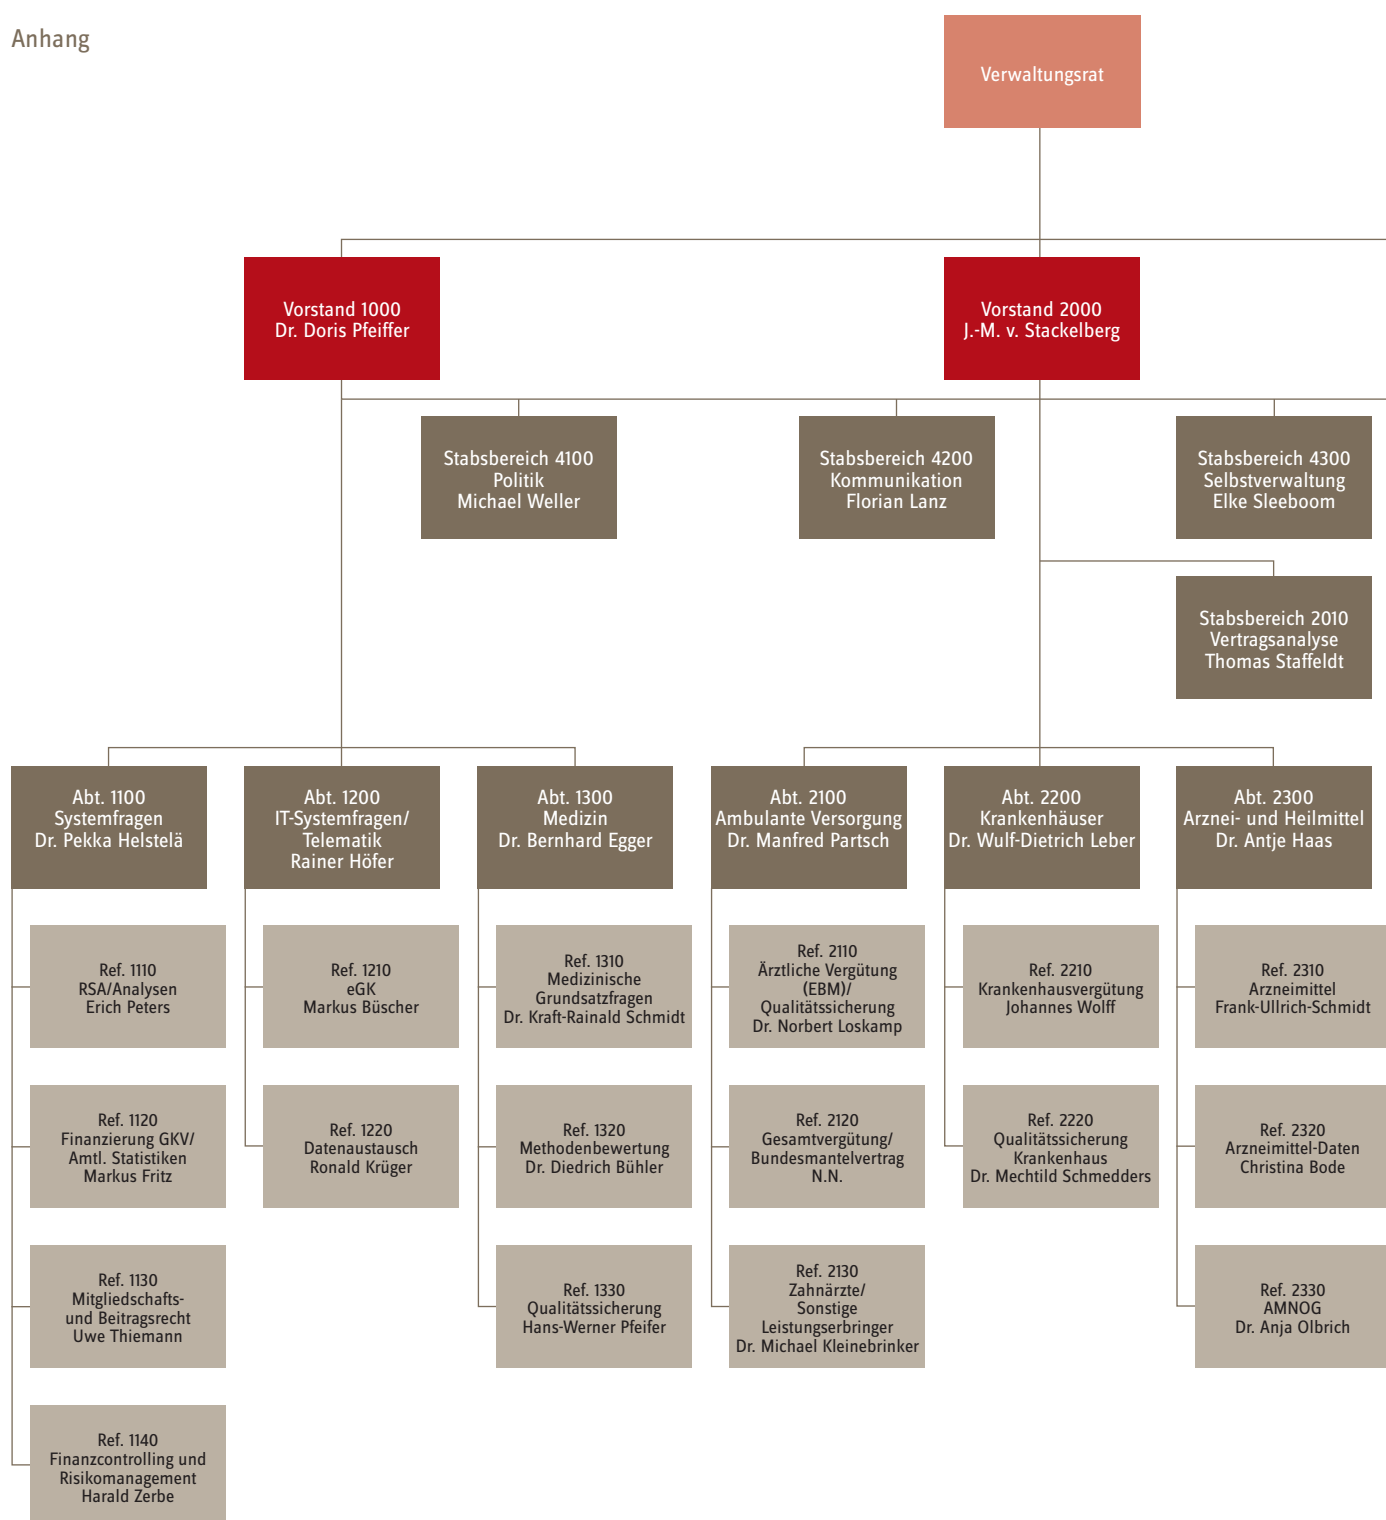 Anhang
Verwaltungsrat
Vorstand 1000
Dr. Doris Pfeiffer
Vorstand 2000
J.-M. v. Stackelberg
Stabsbereich 4100
Politik
Michael Weller
Stabsbereich 4200
Kommunikation
Florian Lanz
Stabsbereich 4300
Selbstverwaltung
Elke Sleeboom
Stabsbereich 2010
Vertragsanalyse
Thomas Staffeldt
Abt. 1100
Systemfragen
Dr. Pekka Helstelä
Abt. 1200
IT-Systemfragen/
Telematik
Rainer Höfer
Abt. 1300
Medizin
Dr. Bernhard Egger
Abt. 2100
Ambulante Versorgung
Dr. Manfred Partsch
Abt. 2200
Krankenhäuser
Dr. Wulf-Dietrich Leber
Abt. 2300
Arznei- und Heilmittel
Dr. Antje Haas
Ref. 1110
RSA/Analysen
Erich Peters
Ref. 1210
eGK
Markus Büscher
Ref. 1310
Medizinische
Grundsatzfragen
Dr. Kraft-Rainald Schmidt
Ref. 2110
Ärztliche Vergütung
(EBM)/
Qualitätssicherung
Dr. Norbert Loskamp
Ref. 2210
Krankenhausvergütung
Johannes Wolff
Ref. 2310
Arzneimittel
Frank-Ullrich-Schmidt
Ref. 1120
Finanzierung GKV/
Amtl. Statistiken
Markus Fritz
Ref. 1220
Datenaustausch
Ronald Krüger
Ref. 1320
Methodenbewertung
Dr. Diedrich Bühler
Ref. 2120
Gesamtvergütung/
Bundesmantelvertrag
N.N.
Ref. 2220
Qualitätssicherung
Krankenhaus
Dr. Mechtild Schmedders
Ref. 2320
Arzneimittel-Daten
Christina Bode
Ref. 1130
Mitgliedschafts-
und Beitragsrecht
Uwe Thiemann
Ref. 1330
Qualitätssicherung
Hans-Werner Pfeifer
Ref. 2130
Zahnärzte/
Sonstige
Leistungserbringer
Dr. Michael Kleinebrinker
Ref. 2330
AMNOG
Dr. Anja Olbrich
Ref. 1140
Finanzcontrolling und
Risikomanagement
Harald Zerbe